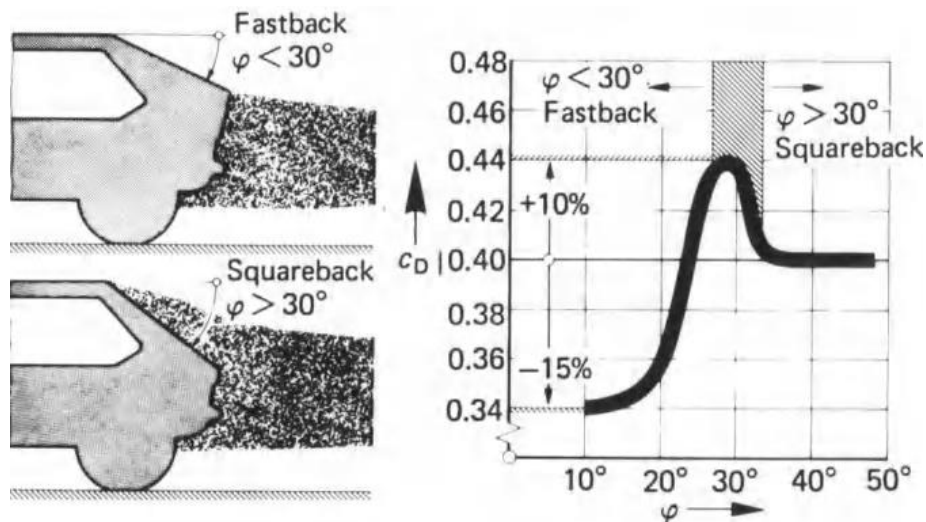 Fastback
φ < 30°
Squareback
φ > 30°
0.48
0.46
0.44
0.42
c_D 0.40
0.38
0.36
0.34
φ < 30°
Fastback
φ > 30°
Squareback
+10%
−15%
10° 20° 30° 40° 50°
φ